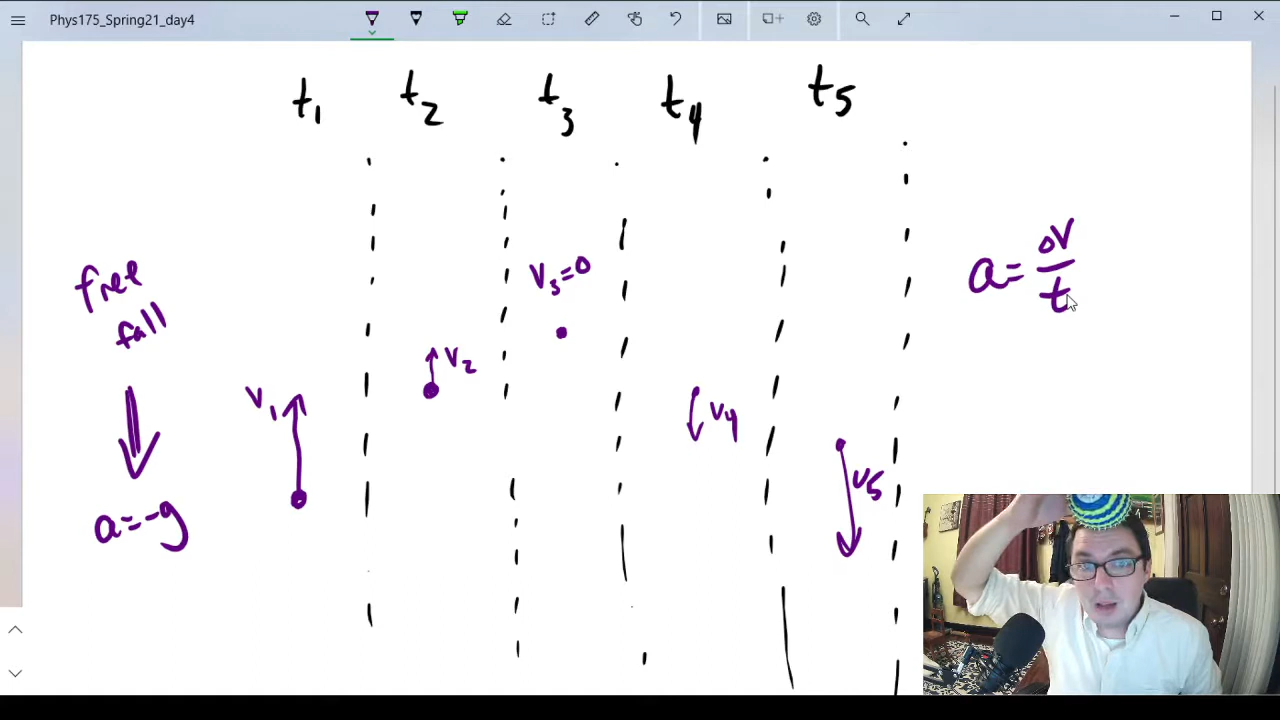 Phys175_Spring21_day4
t1 t2 t3 t4 t5
free
fall
a=-g
V1
V2
V3=0
V4
V5
a= ΔV
t